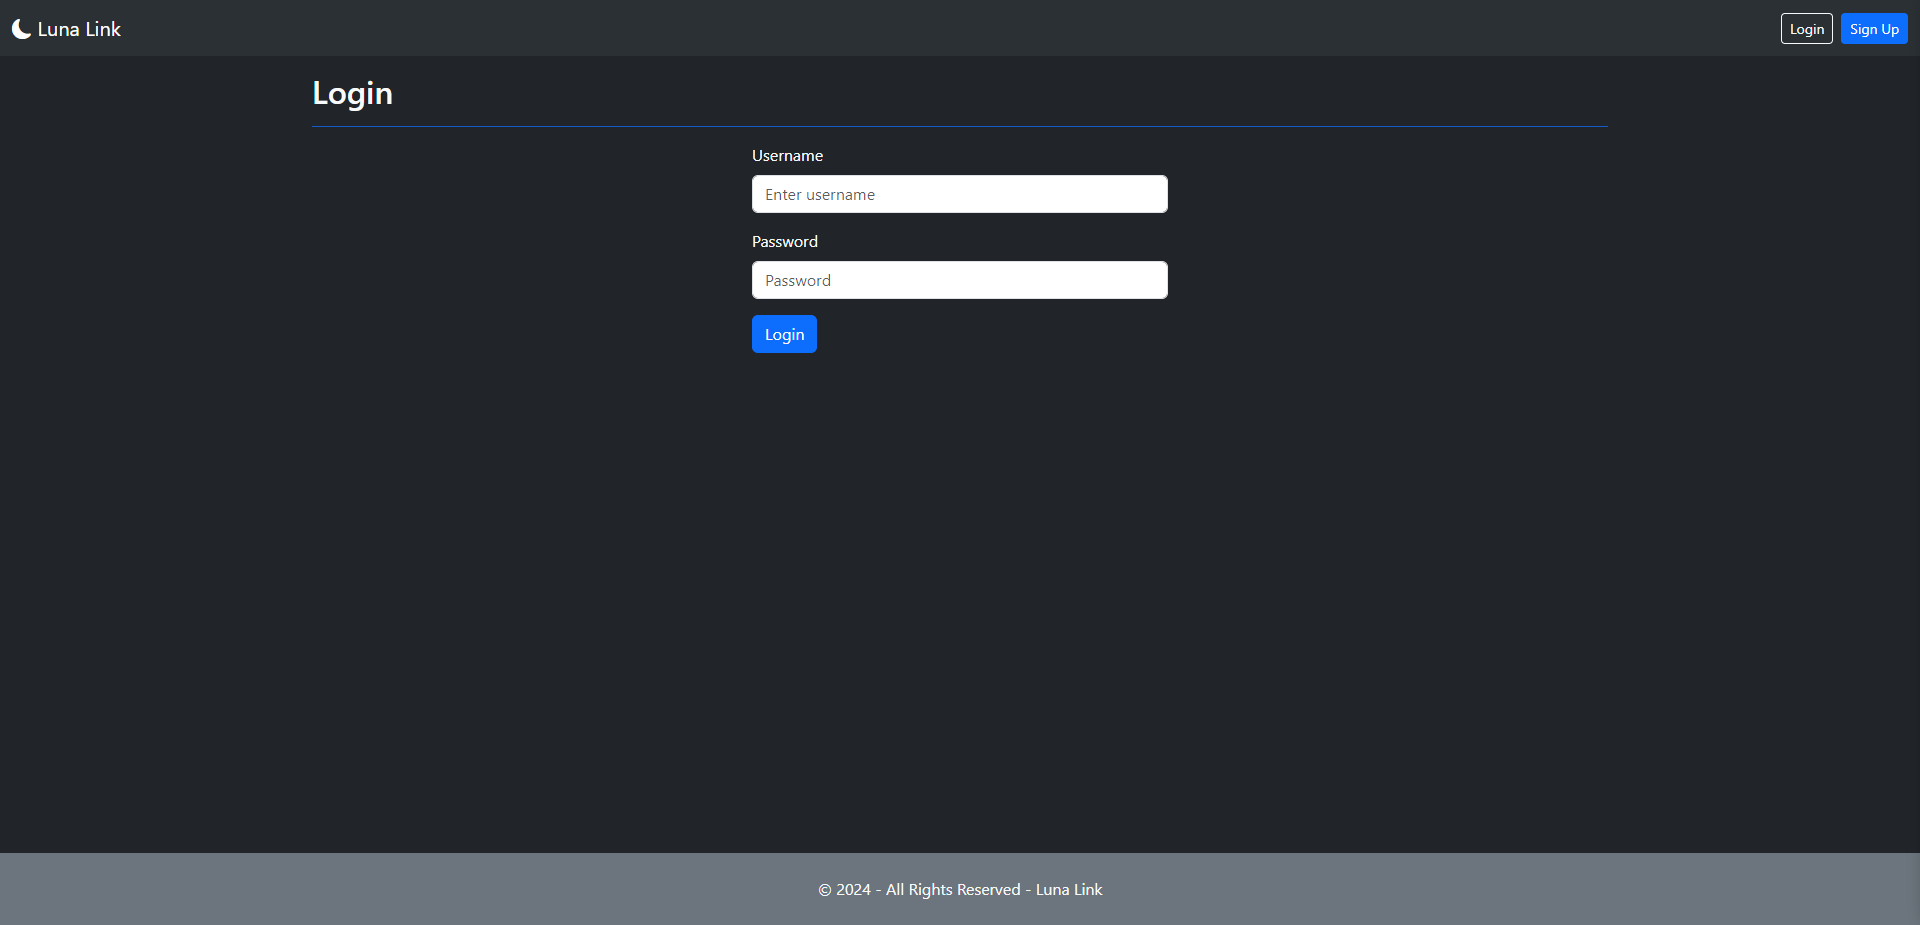 Luna Link
Login
Sign Up
Login
Username
Enter username
Password
Password
Login
© 2024 - All Rights Reserved - Luna Link